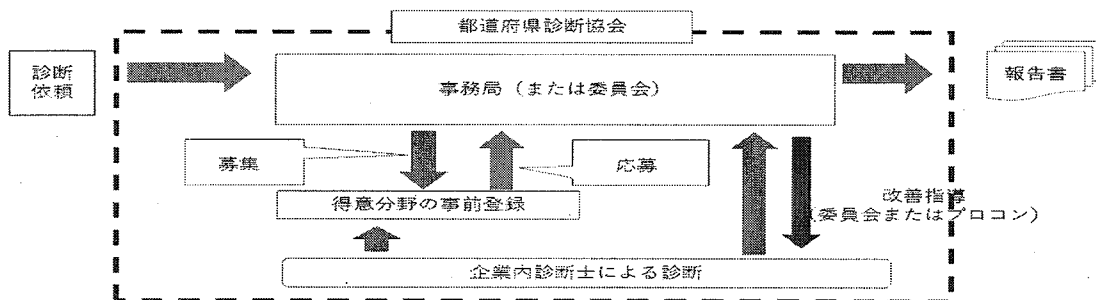 都道府県診断協会
診断
依頼
事務局(または委員会)
報告書
募集
応募
得意分野の事前登録
改善指導
(委員会またはプロコン)
企業内診断士による診断